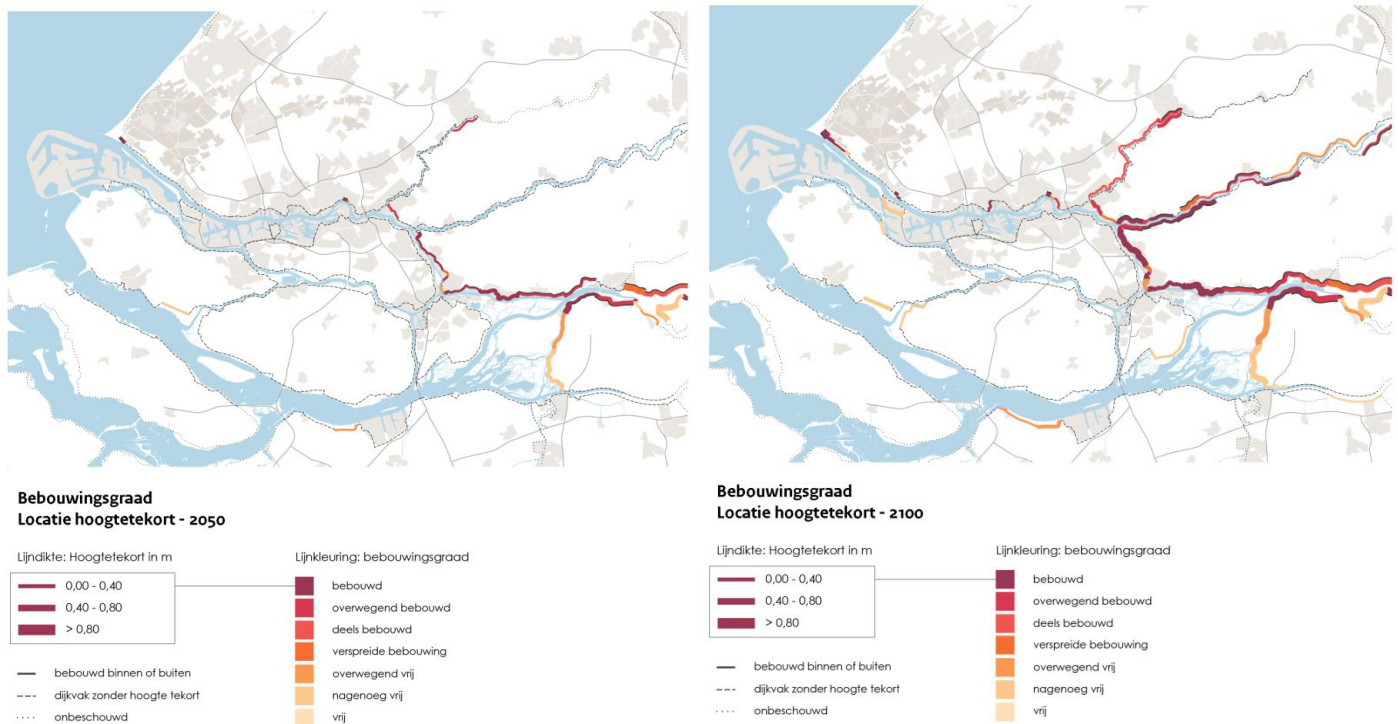 Bebouwingsgraad
Locatie hoogtetekort - 2050
Lijndikte: Hoogtetekort in m
0,00 - 0,40
0,40 - 0,80
> 0,80
bebouwd binnen of buiten
dijkvak zonder hoogte tekort
onbeschouwd
Lijnkleuring: bebouwingsgraad
bebouwd
overwegend bebouwd
deels bebouwd
verspreide bebouwing
overwegend vrij
nagenoeg vrij
vrij
Bebouwingsgraad
Locatie hoogtetekort - 2100
Lijndikte: Hoogtetekort in m
0,00 - 0,40
0,40 - 0,80
> 0,80
bebouwd binnen of buiten
dijkvak zonder hoogte tekort
onbeschouwd
Lijnkleuring: bebouwingsgraad
bebouwd
overwegend bebouwd
deels bebouwd
verspreide bebouwing
overwegend vrij
nagenoeg vrij
vrij